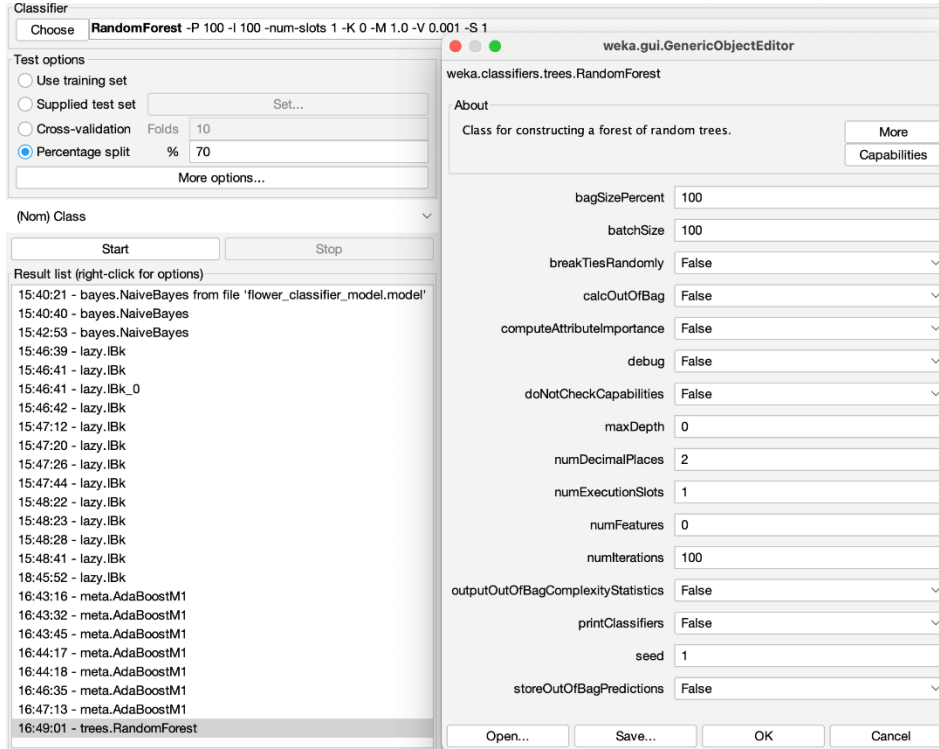 Classifier
Choose RandomForest -P 100 -I 100 -num-slots 1 -K 0 -M 1.0 -V 0.001 -S 1
Test options
Use training set
Supplied test set Set...
Cross-validation Folds 10
Percentage split % 70
More options...
(Nom) Class
Start Stop
Result list (right-click for options)
15:40:21 - bayes.NaiveBayes from file 'flower_classifier_model.model'
15:40:40 - bayes.NaiveBayes
15:42:53 - bayes.NaiveBayes
15:46:39 - lazy.IBk
15:46:41 - lazy.IBk
15:46:41 - lazy.IBk_0
15:46:42 - lazy.IBk
15:47:12 - lazy.IBk
15:47:20 - lazy.IBk
15:47:26 - lazy.IBk
15:47:44 - lazy.IBk
15:48:22 - lazy.IBk
15:48:23 - lazy.IBk
15:48:28 - lazy.IBk
15:48:41 - lazy.IBk
18:45:52 - lazy.IBk
16:43:16 - meta.AdaBoostM1
16:43:32 - meta.AdaBoostM1
16:43:45 - meta.AdaBoostM1
16:44:17 - meta.AdaBoostM1
16:44:18 - meta.AdaBoostM1
16:46:35 - meta.AdaBoostM1
16:47:13 - meta.AdaBoostM1
16:49:01 - trees.RandomForest
weka.gui.GenericObjectEditor
weka.classifiers.trees.RandomForest
About
Class for constructing a forest of random trees.
More
Capabilities
bagSizePercent 100
batchSize 100
breakTiesRandomly False
calcOutOfBag False
computeAttributeImportance False
debug False
doNotCheckCapabilities False
maxDepth 0
numDecimalPlaces 2
numExecutionSlots 1
numFeatures 0
numIterations 100
outputOutOfBagComplexityStatistics False
printClassifiers False
seed 1
storeOutOfBagPredictions False
Open... Save... OK Cancel